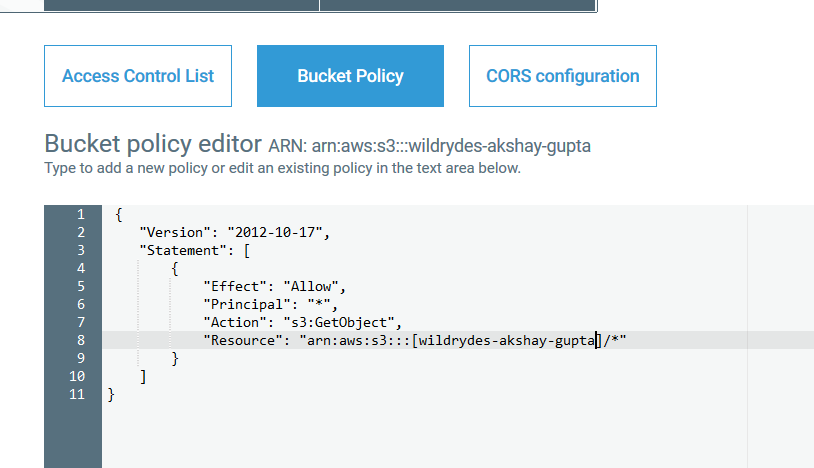 Access Control List
Bucket Policy
CORS configuration
Bucket policy editor ARN: arn:aws:s3:::wildrydes-akshay-gupta
Type to add a new policy or edit an existing policy in the text area below.
1 {
2 "Version": "2012-10-17",
3 "Statement": [
4 {
5 "Effect": "Allow",
6 "Principal": "*",
7 "Action": "s3:GetObject",
8 "Resource": "arn:aws:s3:::[wildrydes-akshay-gupta]/*"
9 }
10 ]
11 }